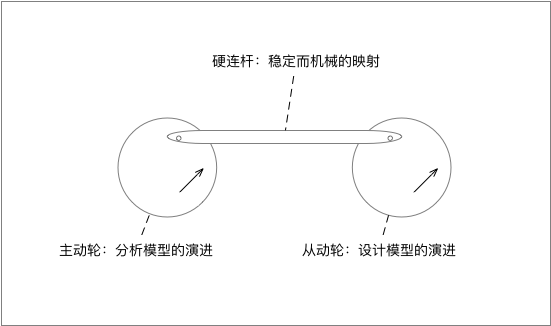 硬连杆：稳定而机械的映射
主动轮：分析模型的演进
从动轮：设计模型的演进